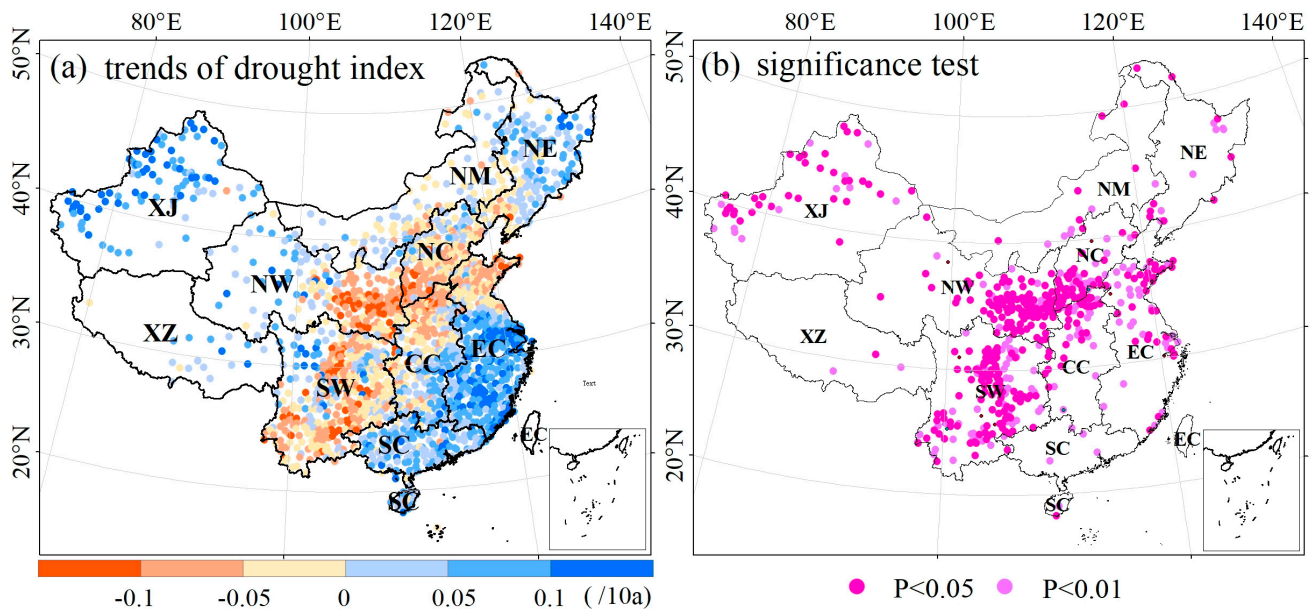 80°E 100°E 120°E 140°E
(a) trends of drought index
50°N
40°N
30°N
20°N
NE
NM
XJ
NC
NW
XZ
EC
CC
SW
SC
EC
SC
Text
-0.1 -0.05 0 0.05 0.1 ( /10a)
80°E 100°E 120°E 140°E
(b) significance test
50°N
40°N
30°N
20°N
NE
NM
XJ
NC
NW
XZ
EC
CC
SW
SC
EC
SC
P<0.05 P<0.01